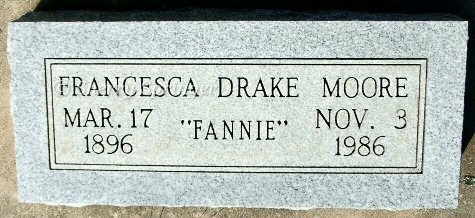 FRANCESCA DRAKE MOORE
MAR. 17 "FANNIE" NOV. 3
1896 1986